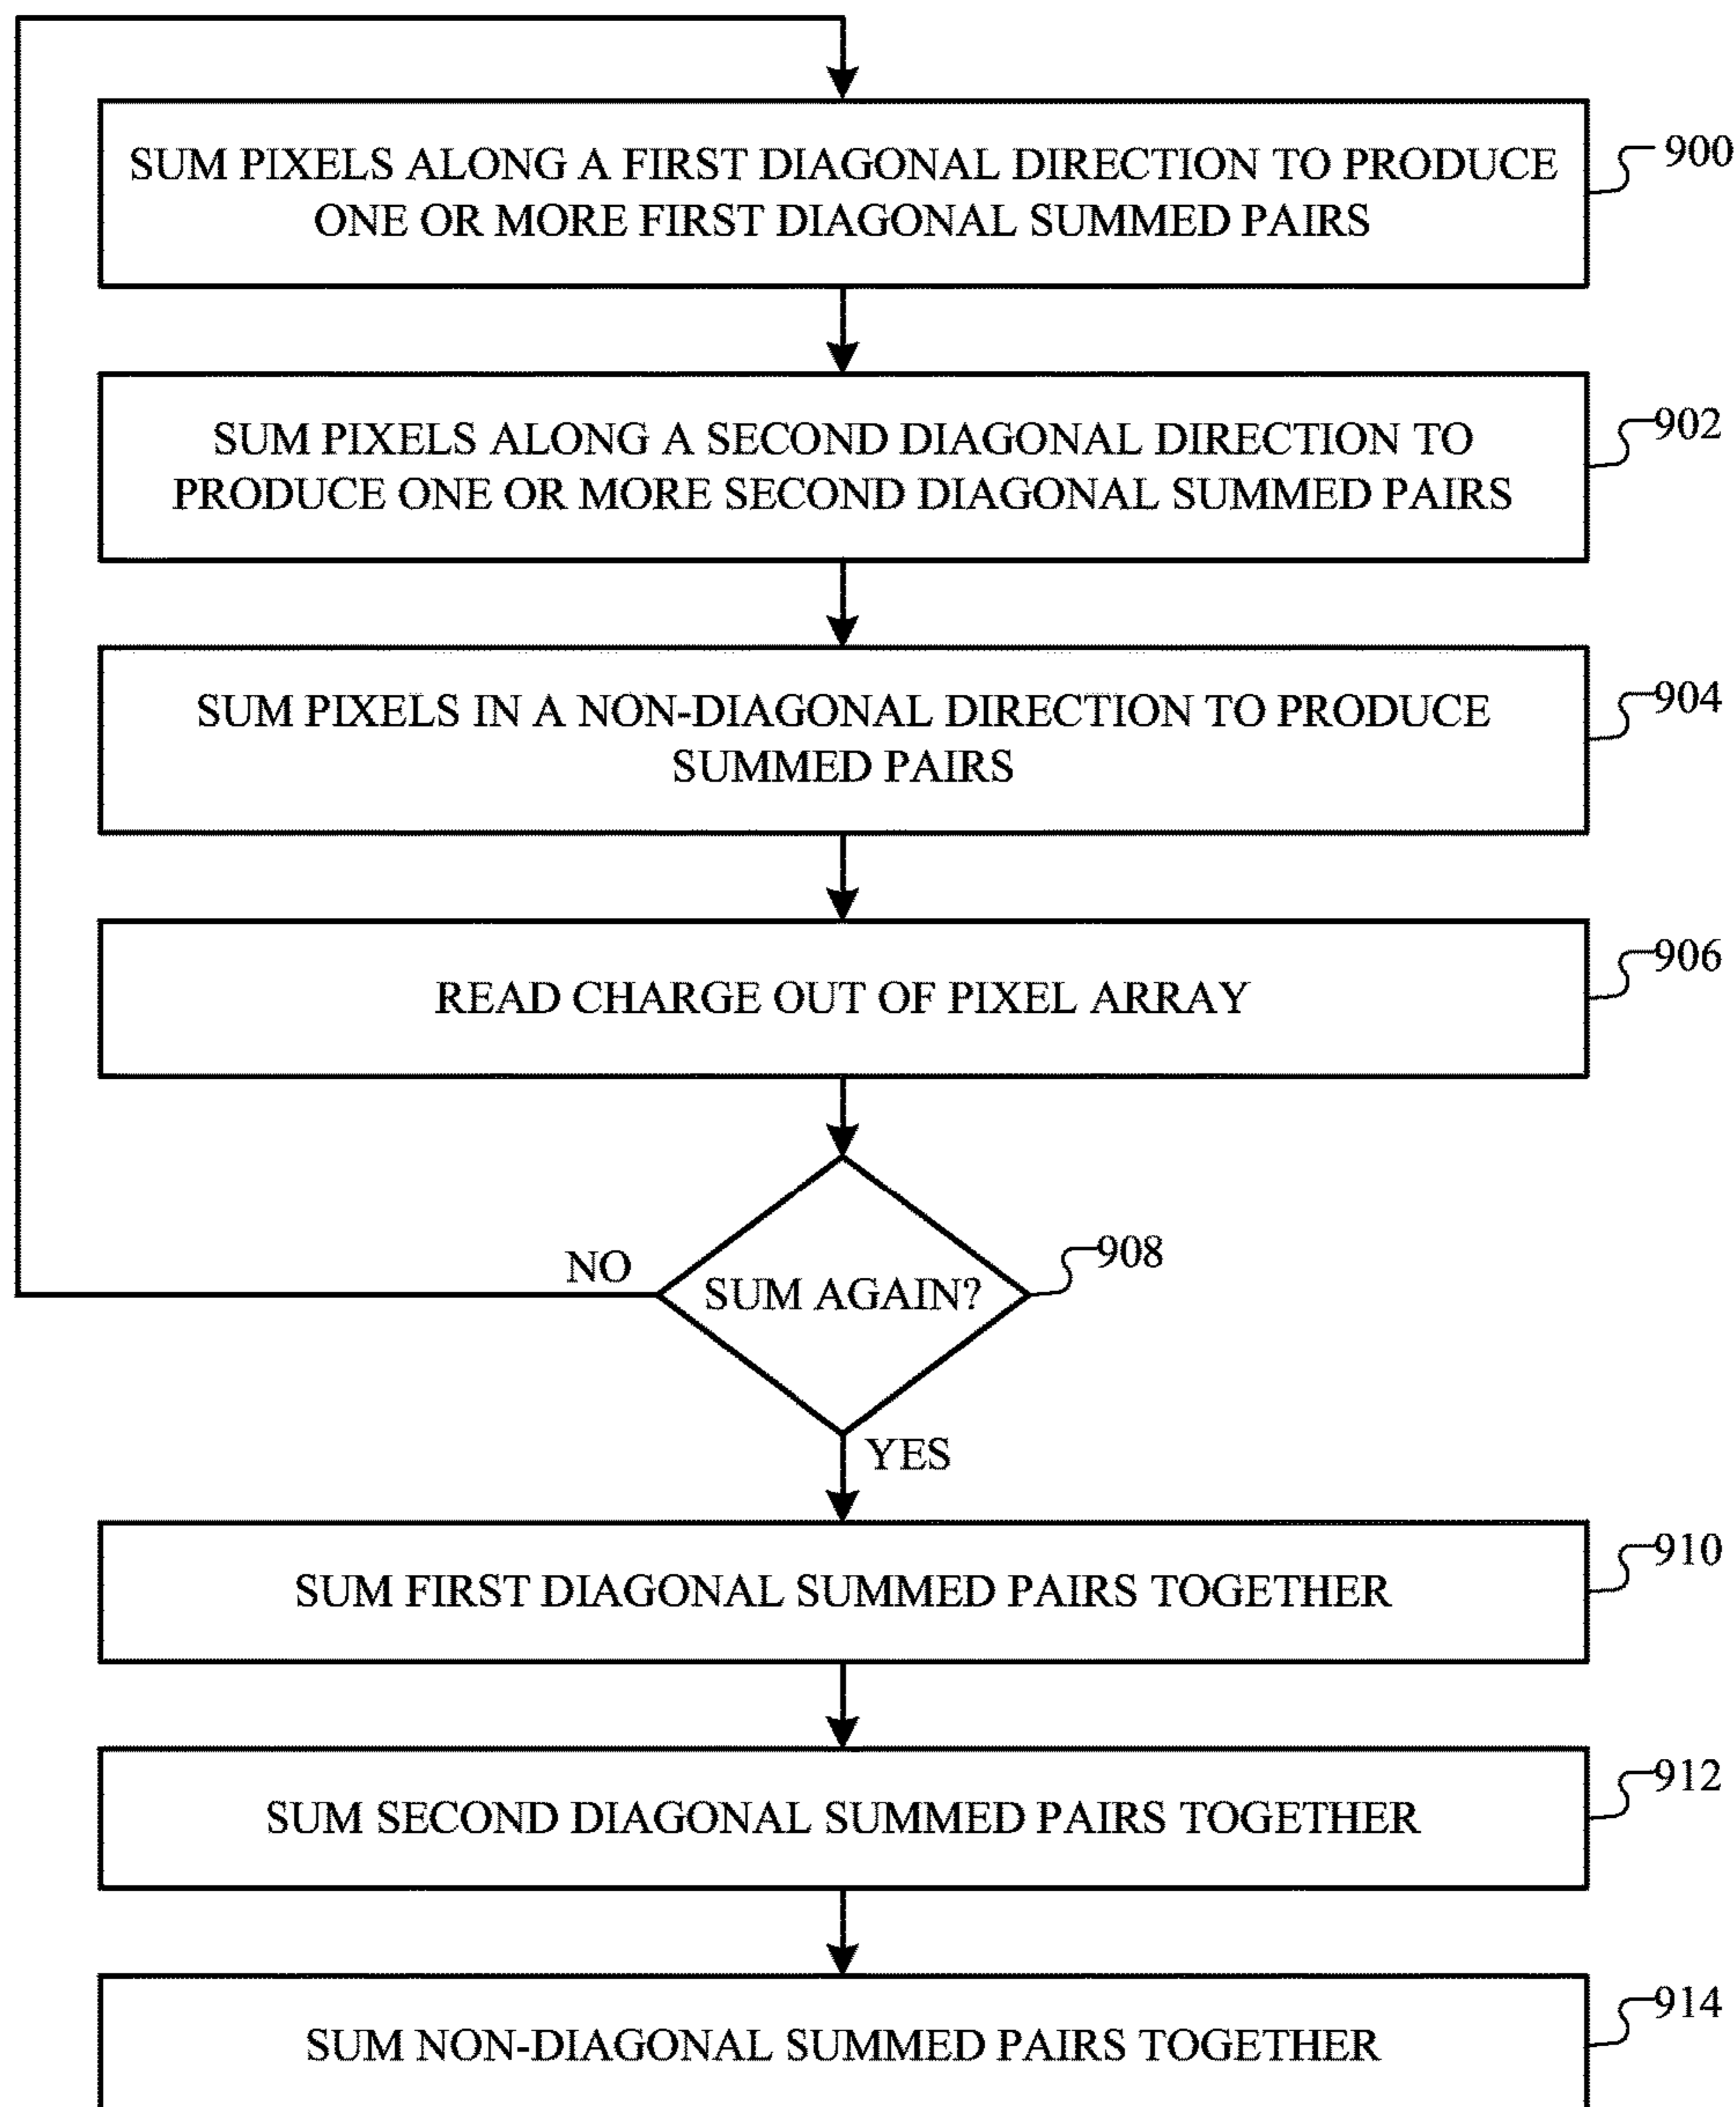 SUM PIXELS ALONG A FIRST DIAGONAL DIRECTION TO PRODUCE
ONE OR MORE FIRST DIAGONAL SUMMED PAIRS
900
SUM PIXELS ALONG A SECOND DIAGONAL DIRECTION TO
PRODUCE ONE OR MORE SECOND DIAGONAL SUMMED PAIRS
902
SUM PIXELS IN A NON-DIAGONAL DIRECTION TO PRODUCE
SUMMED PAIRS
904
READ CHARGE OUT OF PIXEL ARRAY
906
NO
SUM AGAIN?
908
YES
SUM FIRST DIAGONAL SUMMED PAIRS TOGETHER
910
SUM SECOND DIAGONAL SUMMED PAIRS TOGETHER
912
SUM NON-DIAGONAL SUMMED PAIRS TOGETHER
914